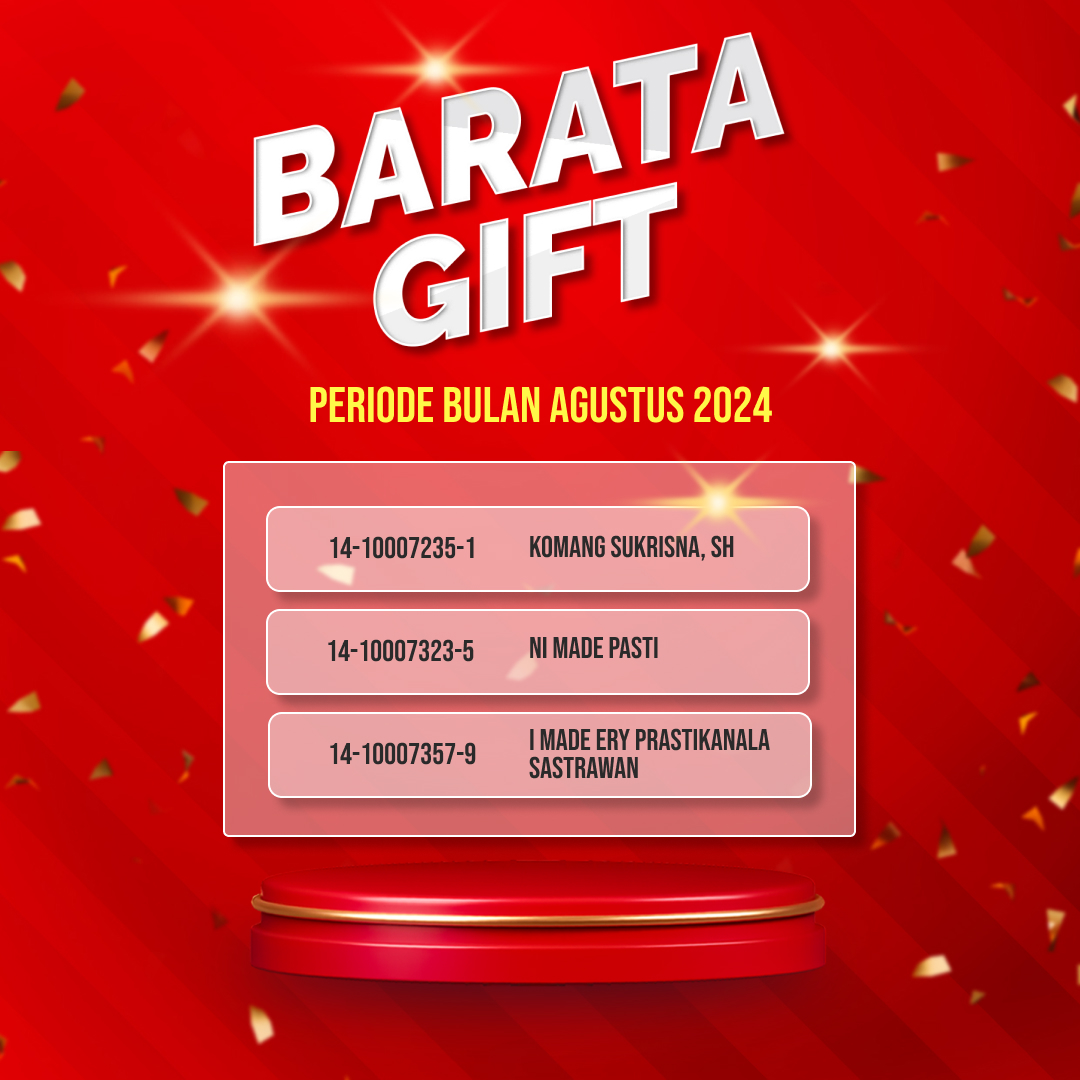 BARATA
GIFT
PERIODE BULAN AGUSTUS 2024
14-10007235-1 KOMANG SUKRISNA, SH
14-10007323-5 NI MADE PASTI
14-10007357-9 I MADE ERY PRASTIKANALA
SASTRAWAN